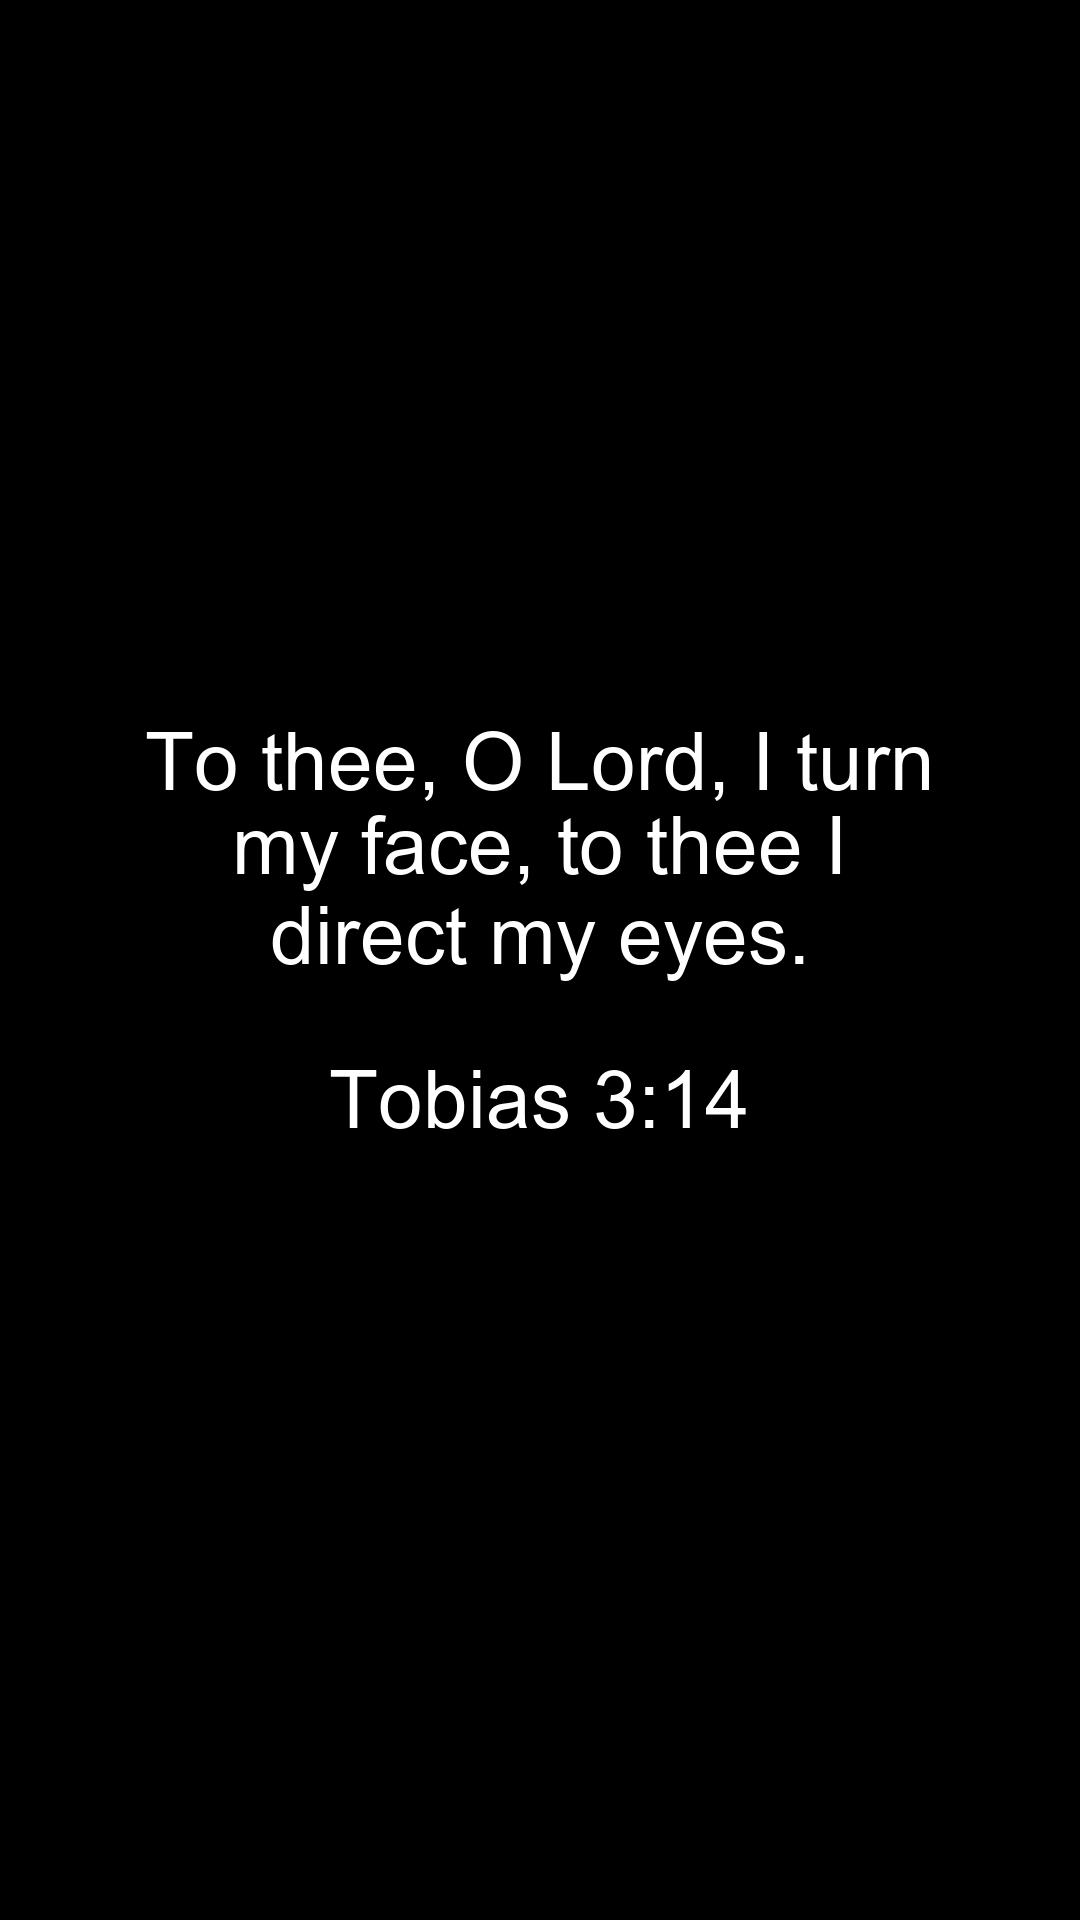 To thee, O Lord, I turn
my face, to thee I
direct my eyes.
Tobias 3:14